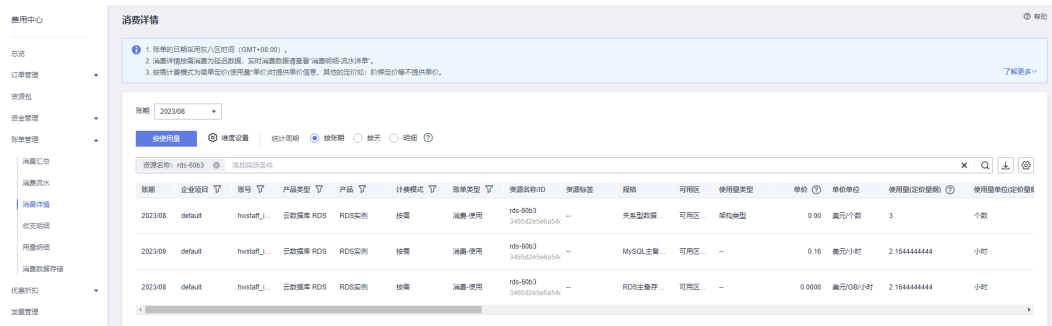 费用中心
总览
订单管理
资源包
资金管理
账单管理
消费汇总
消费流水
消费详情
收支明细
用量明细
消费数据存储
优惠折扣
发票管理
消费详情
帮助
1. 账单的日期采用东八区时间（GMT+08:00）。
2. 消费详情按需消费为延迟数据，实时消费数据请查看“消费明细-流水详单”。
3. 按需计费模式为简单定价(使用量*单价)时提供单价信息，其他的定价如：阶梯定价等不提供单价。
了解更多
账期 2023/08
按使用量 维度设置 统计周期 按账期 按天 明细
资源名称：rds-60b3 添加筛选条件
账期 企业项目 账号 产品类型 产品 计费模式 账单类型 资源名称/ID 资源标签 规格 可用区 使用量类型 单价 单价单位 使用量(定价量纲) 使用量单位(定价量纲
2023/08 default hwstaff_i... 云数据库 RDS RDS实例 按需 消费-使用 rds-60b3 -- 关系型数据... 可用区... 架构类型 0.00 美元/个数 3 个数
3465d2e5e6a54c
2023/08 default hwstaff_i... 云数据库 RDS RDS实例 按需 消费-使用 rds-60b3 -- MySQL主备... 可用区... -- 0.16 美元/小时 2.1644444444 小时
3465d2e5e6a54c
2023/08 default hwstaff_i... 云数据库 RDS RDS实例 按需 消费-使用 rds-60b3 -- RDS主备存... 可用区... -- 0.0008 美元/GB/小时 2.1644444444 小时
3465d2e5e6a54c